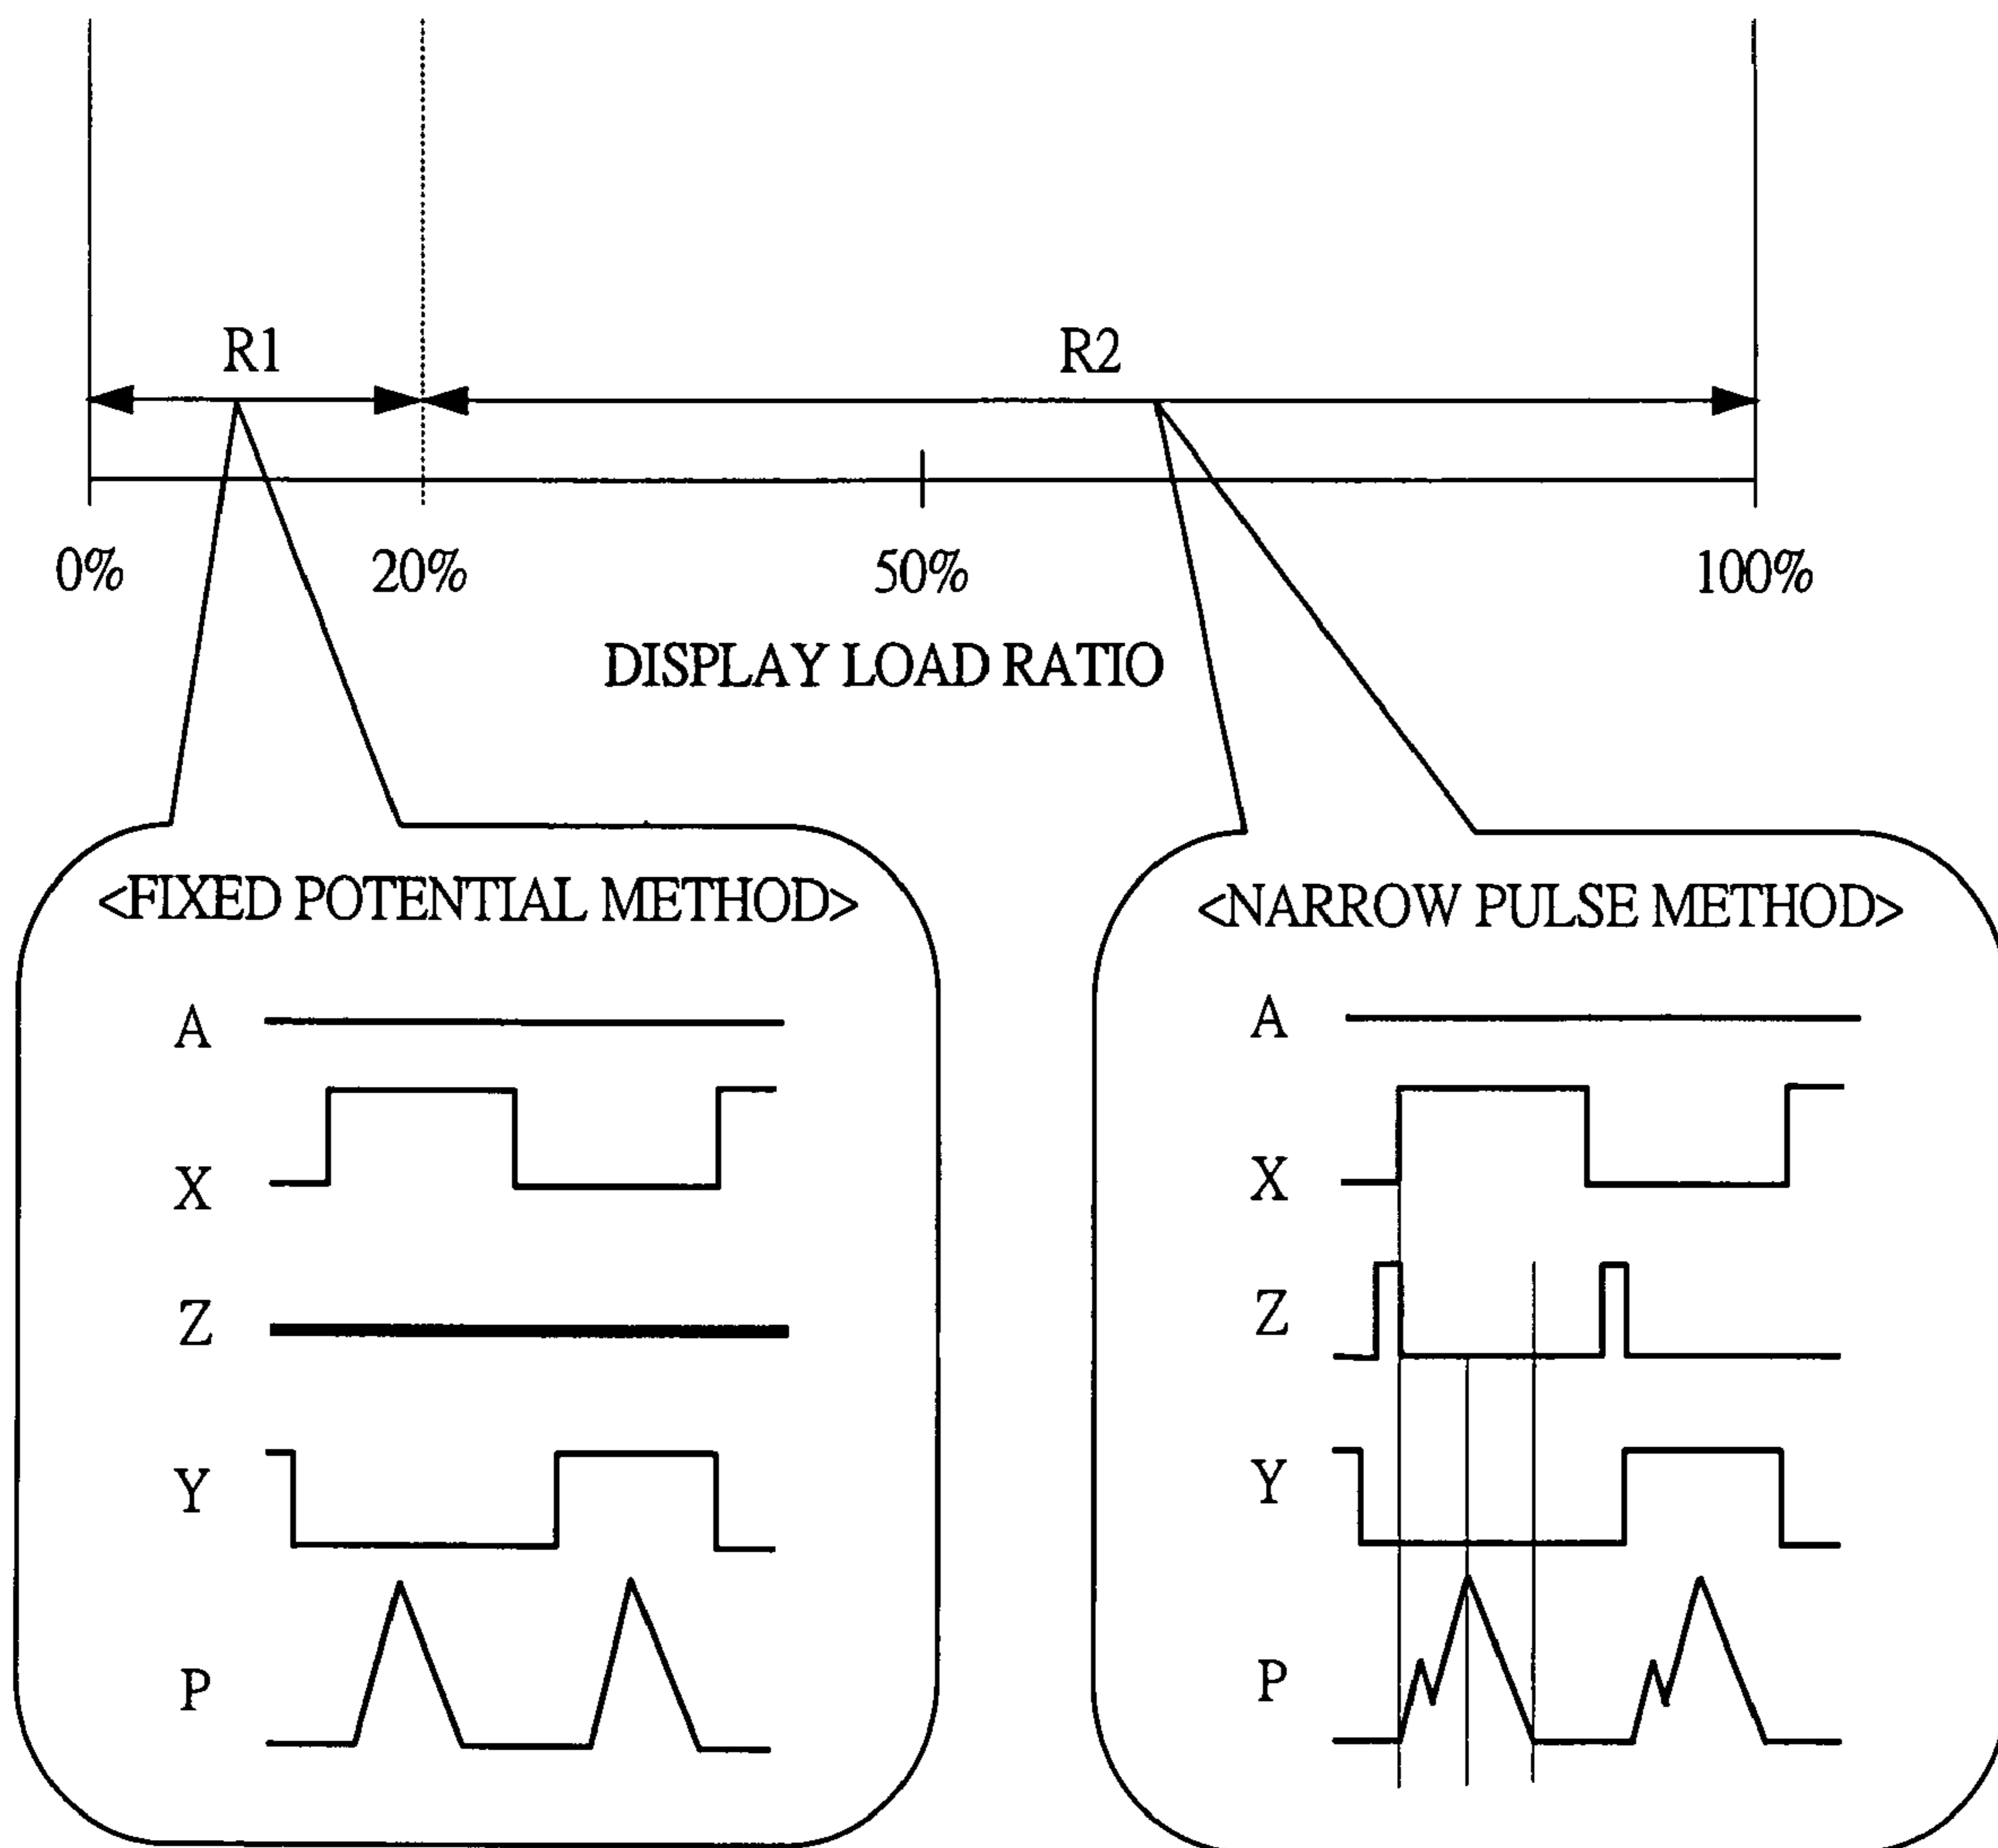 R1 R2
0% 20% 50% 100%
DISPLAY LOAD RATIO
<FIXED POTENTIAL METHOD>
A
X
Z
Y
P
<NARROW PULSE METHOD>
A
X
Z
Y
P